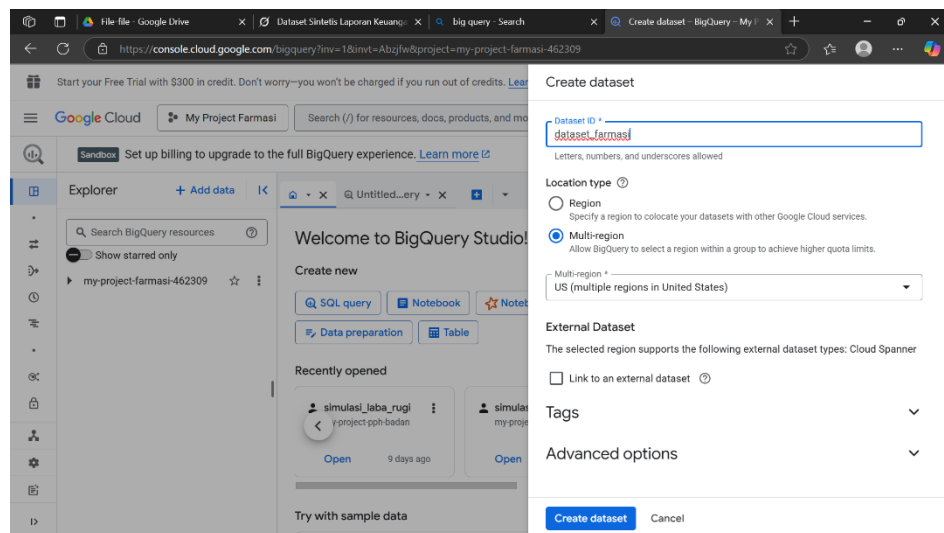 File-file - Google Drive
Dataset Sintetis Laporan Keuanga
big query - Search
Create dataset – BigQuery – My P
https://console.cloud.google.com/bigquery?inv=1&invt=Abzjfw&project=my-project-farmasi-462309
Start your Free Trial with $300 in credit. Don't worry—you won't be charged if you run out of credits. Lear
Google Cloud
My Project Farmasi
Search (/) for resources, docs, products, and mo
Sandbox Set up billing to upgrade to the full BigQuery experience. Learn more
Explorer
+ Add data
Search BigQuery resources
Show starred only
my-project-farmasi-462309
Untitled...ery
Welcome to BigQuery Studio!
Create new
SQL query
Notebook
Noteb
Data preparation
Table
Recently opened
simulasi_laba_rugi
y-project-pph-badan
Open
9 days ago
simulas
my-proje
Open
Try with sample data
Create dataset
Dataset ID *
dataset_farmasi
Letters, numbers, and underscores allowed
Location type
Region
Specify a region to colocate your datasets with other Google Cloud services.
Multi-region
Allow BigQuery to select a region within a group to achieve higher quota limits.
Multi-region *
US (multiple regions in United States)
External Dataset
The selected region supports the following external dataset types: Cloud Spanner
Link to an external dataset
Tags
Advanced options
Create dataset
Cancel